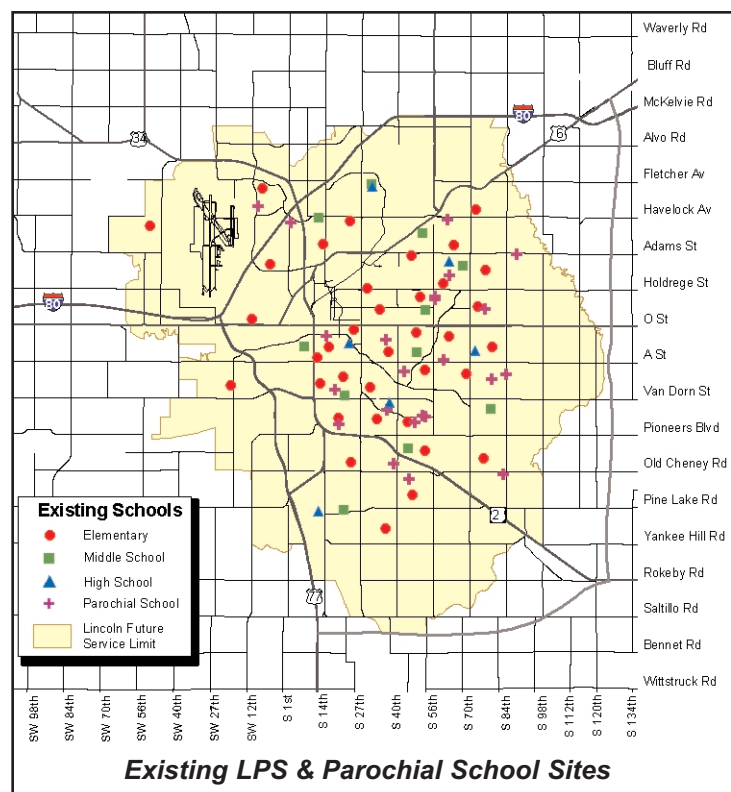 Waverly Rd
Bluff Rd
McKelvie Rd
80
6
34
Alvo Rd
Fletcher Av
Havelock Av
Adams St
Holdrege St
80
O St
A St
Van Dorn St
Pioneers Blvd
Old Cheney Rd
Pine Lake Rd
2
Yankee Hill Rd
Rokeby Rd
77
Saltillo Rd
Bennet Rd
Wittstruck Rd
Existing Schools
Elementary
Middle School
High School
Parochial School
Lincoln Future
Service Limit
SW 98th
SW 84th
SW 70th
SW 56th
SW 40th
SW 27th
SW 12th
S 1st
S 14th
S 27th
S 40th
S 56th
S 70th
S 84th
S 98th
S 112th
S 120th
S 134th
Existing LPS & Parochial School Sites